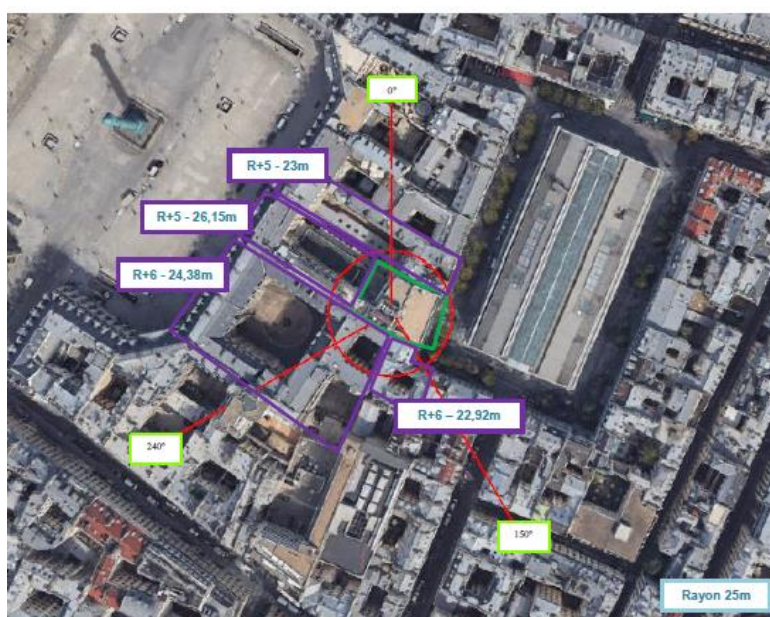 0°
R+5 - 23m
R+5 - 26,15m
R+6 - 24,38m
R+6 – 22,92m
240°
150°
Rayon 25m